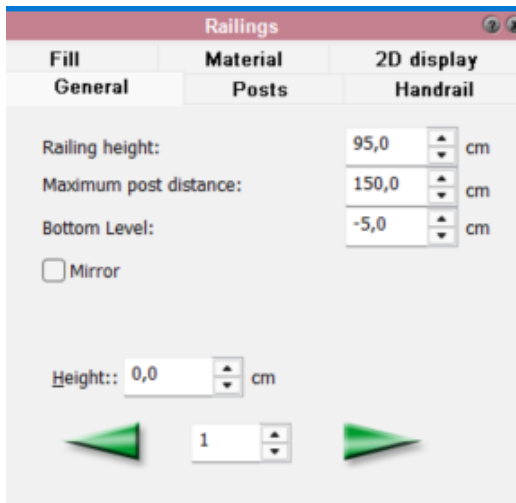 Railings
Fill Material 2D display
General Posts Handrail
Railing height: 95,0 cm
Maximum post distance: 150,0 cm
Bottom Level: -5,0 cm
Mirror
Height:: 0,0 cm
1